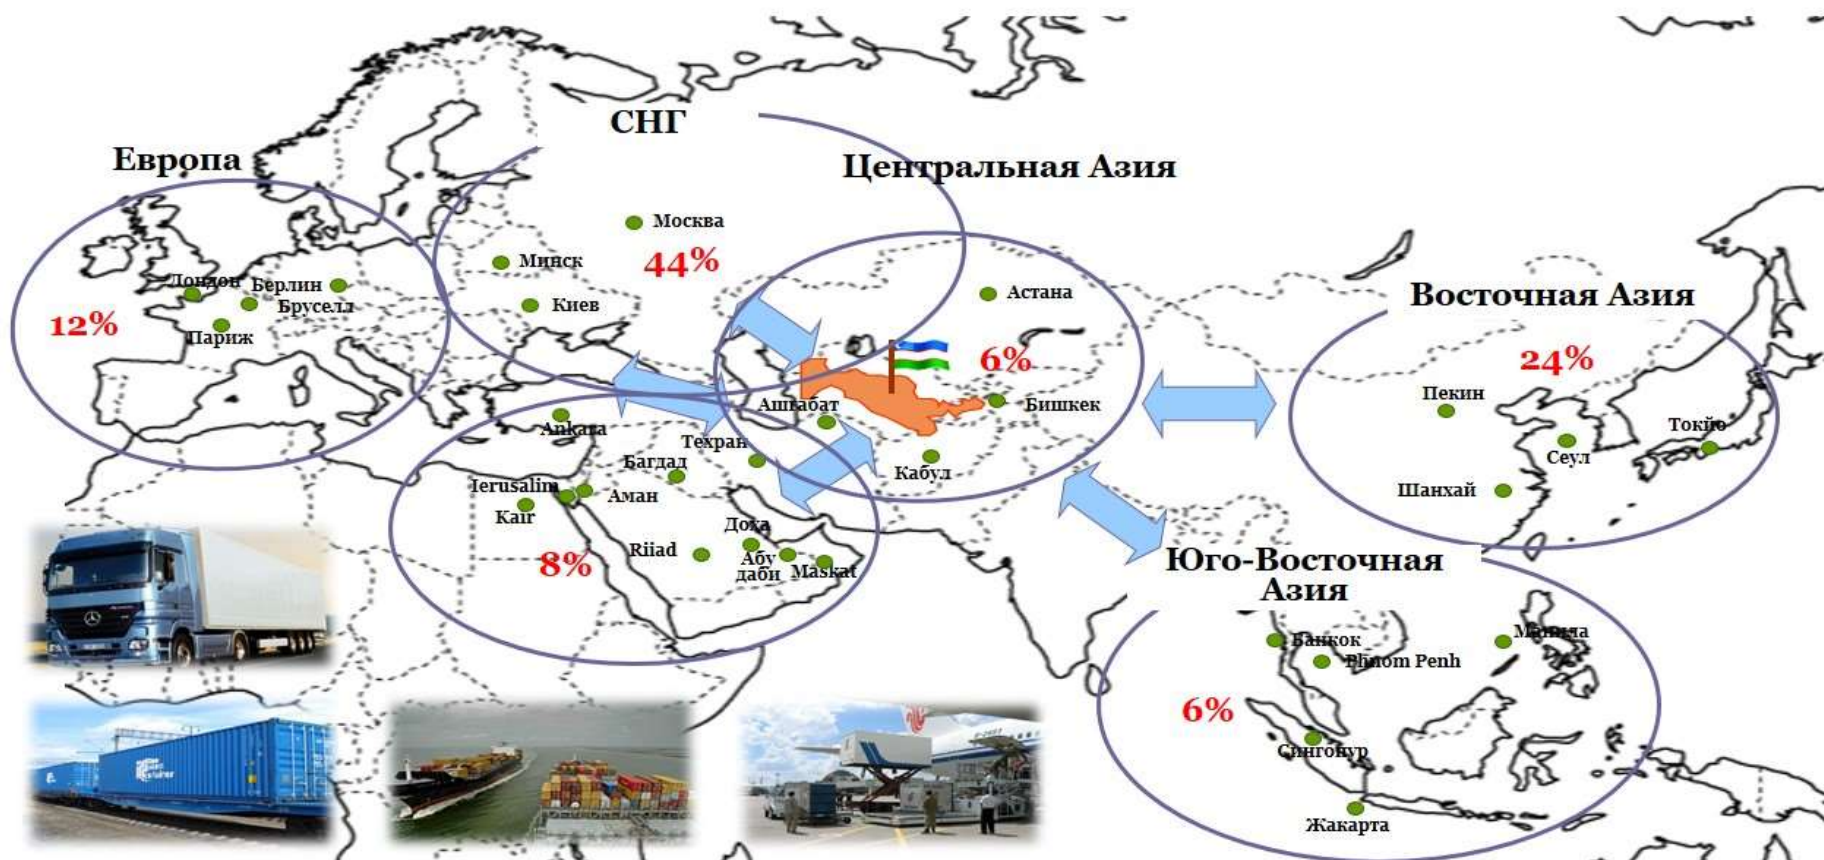 СНГ
Европа
Центральная Азия
Москва
44%
Минск
Лондон
Берлин
Бруселл
Киев
12%
Париж
Астана
Восточная Азия
6%
24%
Пекин
Ашгабат
Бишкек
Токйо
Ankara
Техран
Сеул
Багдад
Кабул
Ierusalim
Аман
Шанхай
Kair
Доха
Riiad
8%
Абу
даби
Maskat
Юго-Восточная
Азия
Банкок
Манила
Phnom Penh
6%
Сингопур
Жакарта